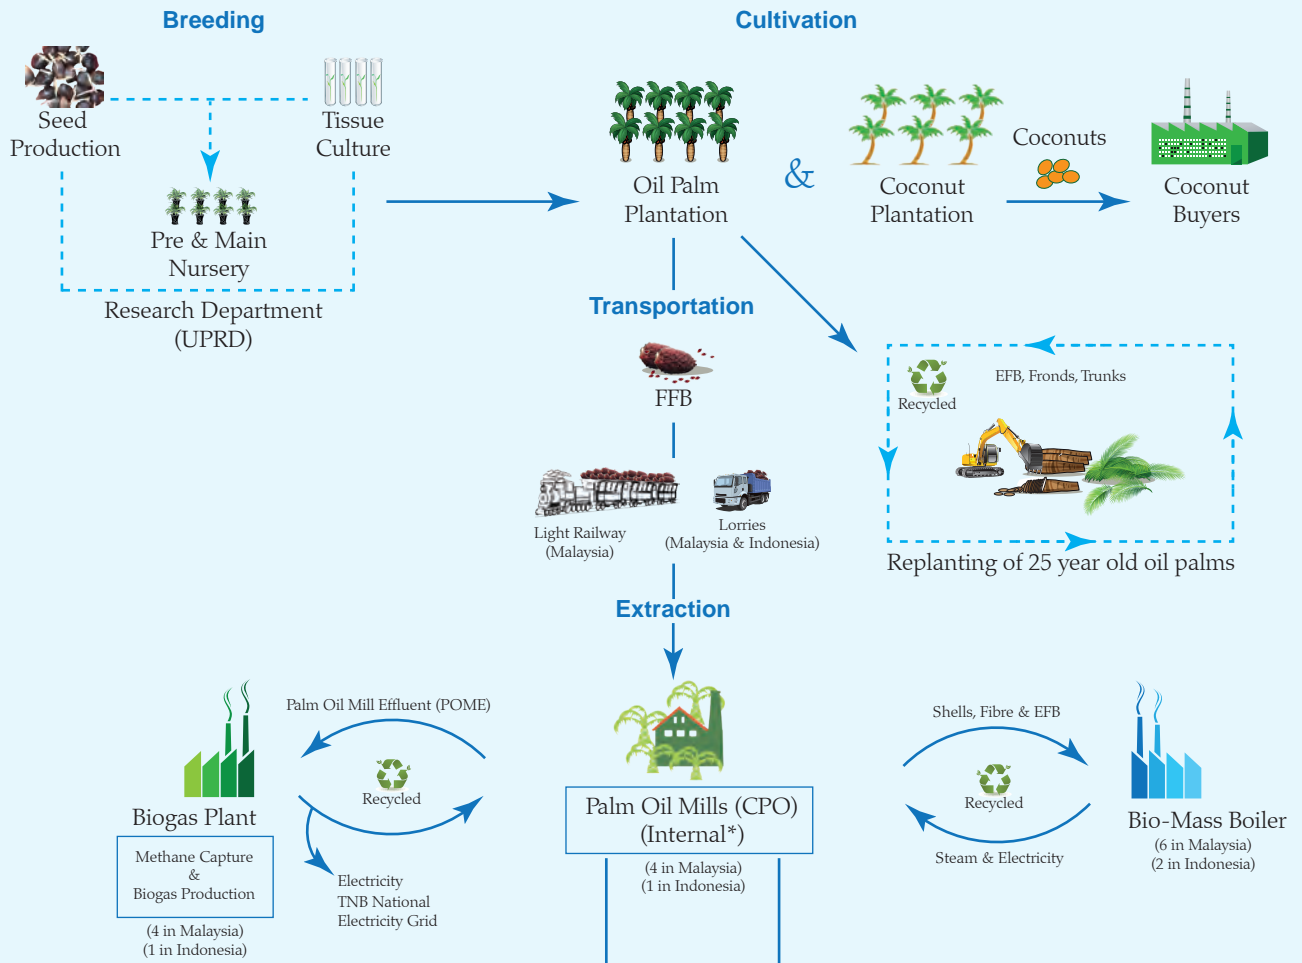 Breeding
Cultivation
Seed
Production
Tissue
Culture
Pre & Main
Nursery
Research Department
(UPRD)
Oil Palm
Plantation
&
Coconut
Plantation
Coconuts
Coconut
Buyers
Transportation
FFB
Light Railway
(Malaysia)
Lorries
(Malaysia & Indonesia)
Recycled
EFB, Fronds, Trunks
Replanting of 25 year old oil palms
Extraction
Palm Oil Mill Effluent (POME)
Recycled
Biogas Plant
Methane Capture
&
Biogas Production
(4 in Malaysia)
(1 in Indonesia)
Electricity
TNB National
Electricity Grid
Palm Oil Mills (CPO)
(Internal*)
(4 in Malaysia)
(1 in Indonesia)
Shells, Fibre & EFB
Recycled
Steam & Electricity
Bio-Mass Boiler
(6 in Malaysia)
(2 in Indonesia)